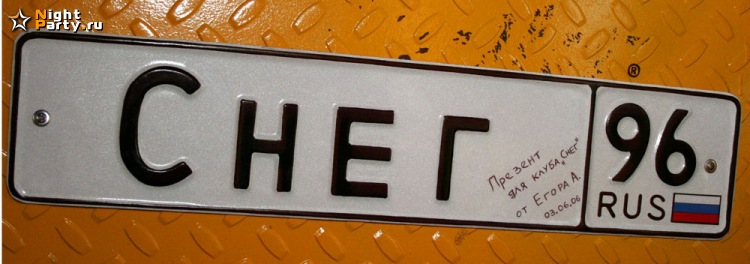 Night
Party.ru
Снег
Презент
для клуба "Снег"
от Егора А.
03.06.06
®
96
RUS